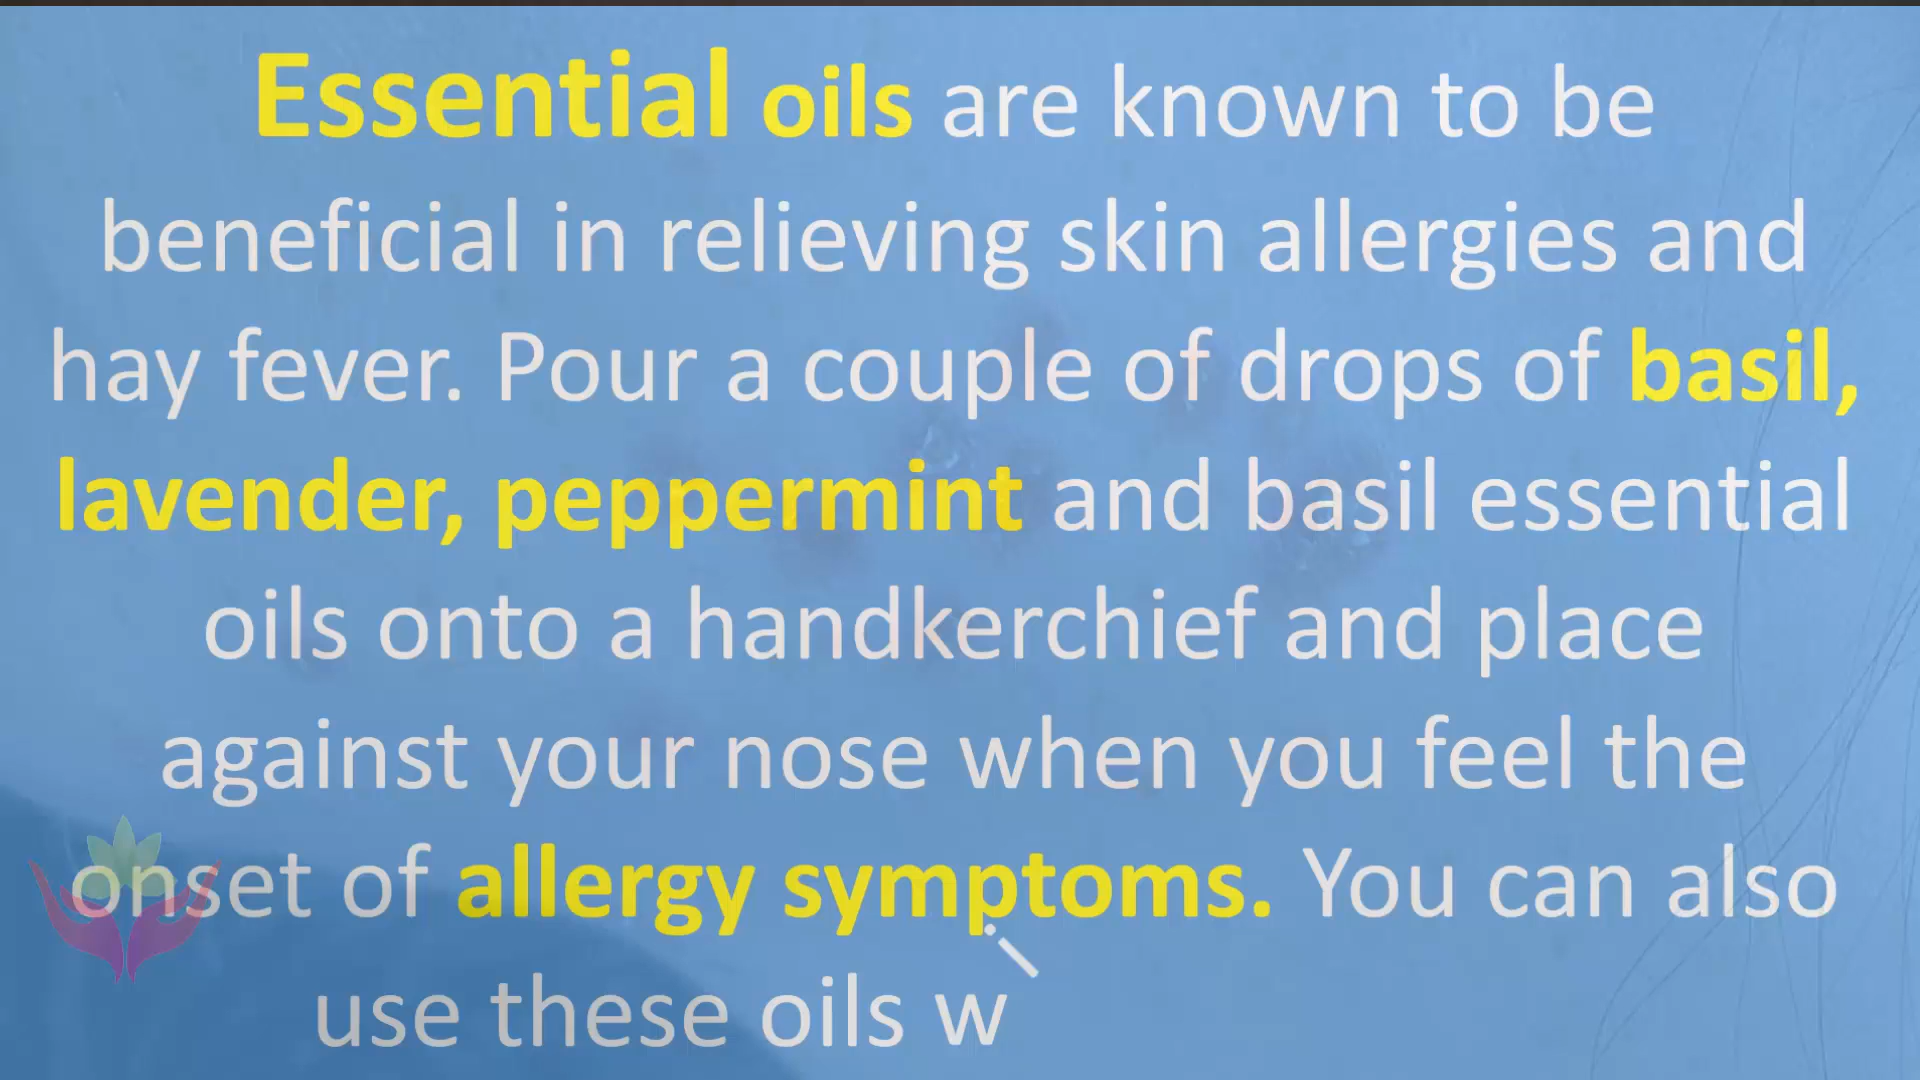 Essential oils are known to be
beneficial in relieving skin allergies and
hay fever. Pour a couple of drops of basil,
lavender, peppermint and basil essential
oils onto a handkerchief and place
against your nose when you feel the
onset of allergy symptoms. You can also
use these oils w i